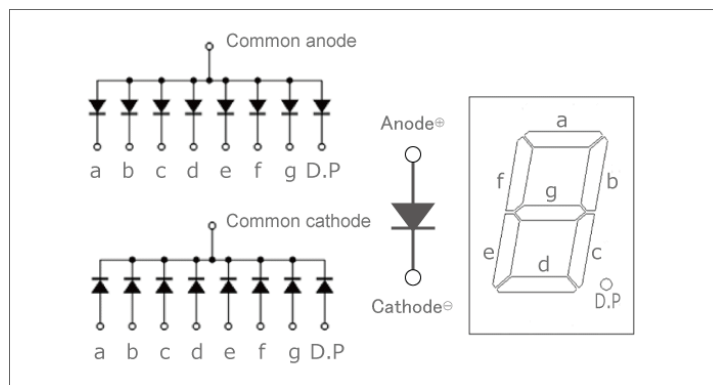 Common anode
a b c d e f g D.P
Common cathode
a b c d e f g D.P
Anode⊕
Cathode⊖
a
f
b
g
e
c
d
D.P